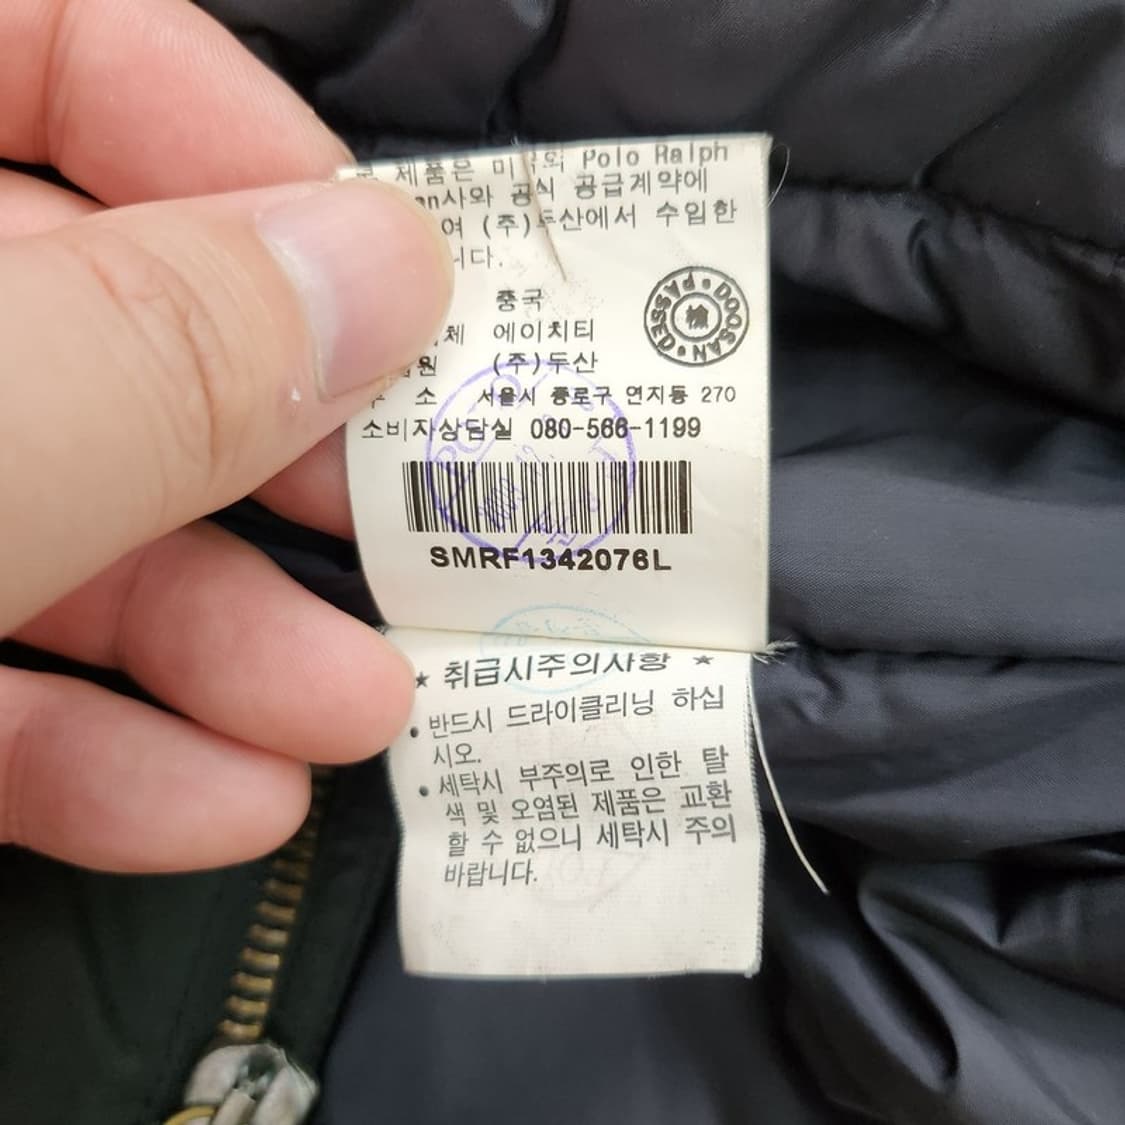 본 제품은 미국의 Polo Ralph
en사와 공식 공급계약에
여 (주)두산에서 수입한
니다.
DOOSAN • PASSED •
檢
중국
체 에이치티
원 (주)두산
주 소 서울시 종로구 연지동 270
소비자상담실 080-566-1199
SMRF1342076L
★ 취급시주의사항 ★
• 반드시 드라이클리닝 하십
시오.
• 세탁시 부주의로 인한 탈
색 및 오염된 제품은 교환
할 수 없으니 세탁시 주의
바랍니다.